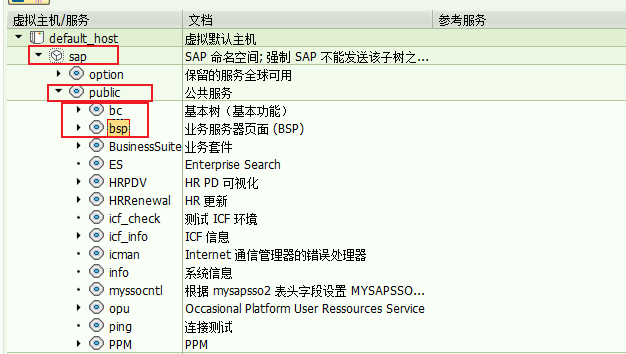 虚拟主机/服务 文档 参考服务
default_host 虚拟默认主机
sap SAP 命名空间; 强制 SAP 不能发送该子树之...
option 保留的服务全球可用
public 公共服务
bc 基本树（基本功能）
bsp 业务服务器页面 (BSP)
BusinessSuite 业务套件
ES Enterprise Search
HRPDV HR PD 可视化
HRRenewal HR 更新
icf_check 测试 ICF 环境
icf_info ICF 信息
icman Internet 通信管理器的错误处理器
info 系统信息
myssocntl 根据 mysapsso2 表头字段设置 MYSAPSSO...
opu Occasional Platform User Ressources Service
ping 连接测试
PPM PPM